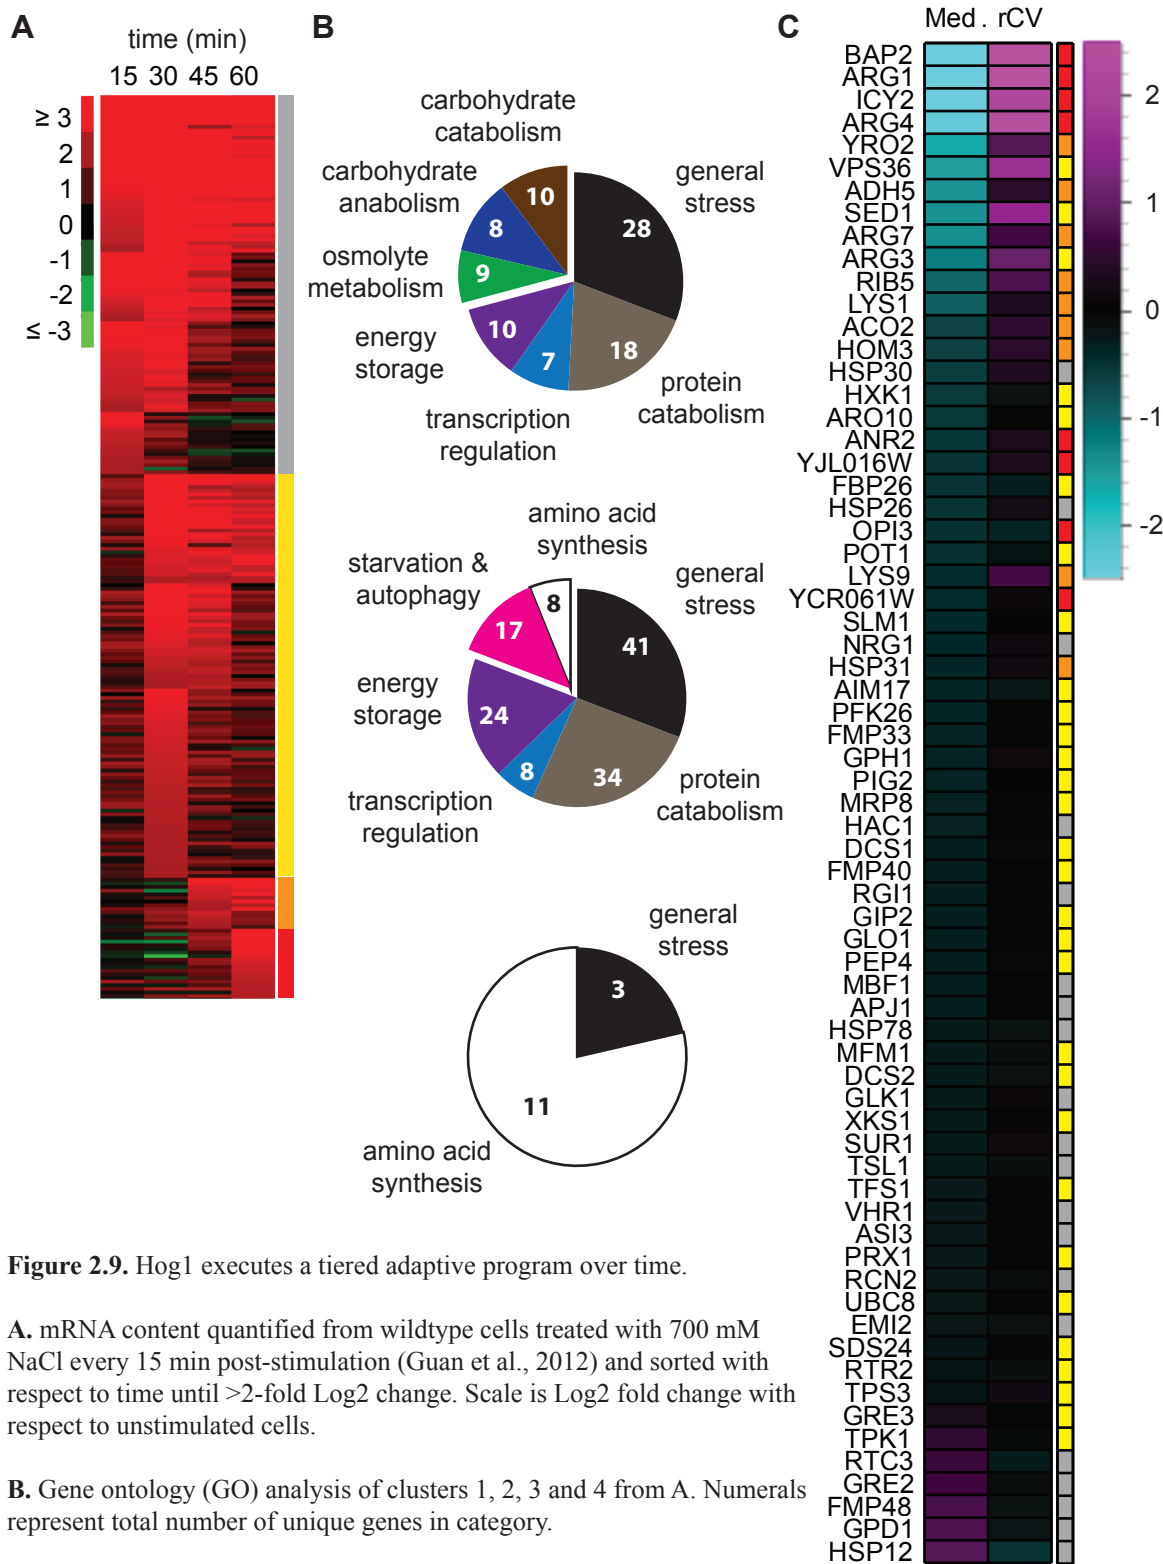 A
time (min)
15 30 45 60
≥ 3
2
1
0
-1
-2
≤ -3
B
carbohydrate
catabolism
carbohydrate
anabolism
osmolyte
metabolism
energy
storage
transcription
regulation
protein
catabolism
general
stress
10
8
9
10
7
18
28
amino acid
synthesis
starvation &
autophagy
energy
storage
transcription
regulation
protein
catabolism
general
stress
8
17
24
8
34
41
general
stress
3
11
amino acid
synthesis
C
Med . rCV
BAP2
ARG1
ICY2
ARG4
YRO2
VPS36
ADH5
SED1
ARG7
ARG3
RIB5
LYS1
ACO2
HOM3
HSP30
HXK1
ARO10
ANR2
YJL016W
FBP26
HSP26
OPI3
POT1
LYS9
YCR061W
SLM1
NRG1
HSP31
AIM17
PFK26
FMP33
GPH1
PIG2
MRP8
HAC1
DCS1
FMP40
RGI1
GIP2
GLO1
PEP4
MBF1
APJ1
HSP78
MFM1
DCS2
GLK1
XKS1
SUR1
TSL1
TFS1
VHR1
ASI3
PRX1
RCN2
UBC8
EMI2
SDS24
RTR2
TPS3
GRE3
TPK1
RTC3
GRE2
FMP48
GPD1
HSP12
2
1
0
-1
-2
Figure 2.9. Hog1 executes a tiered adaptive program over time.
A. mRNA content quantified from wildtype cells treated with 700 mM
NaCl every 15 min post-stimulation (Guan et al., 2012) and sorted with
respect to time until >2-fold Log2 change. Scale is Log2 fold change with
respect to unstimulated cells.
B. Gene ontology (GO) analysis of clusters 1, 2, 3 and 4 from A. Numerals
represent total number of unique genes in category.